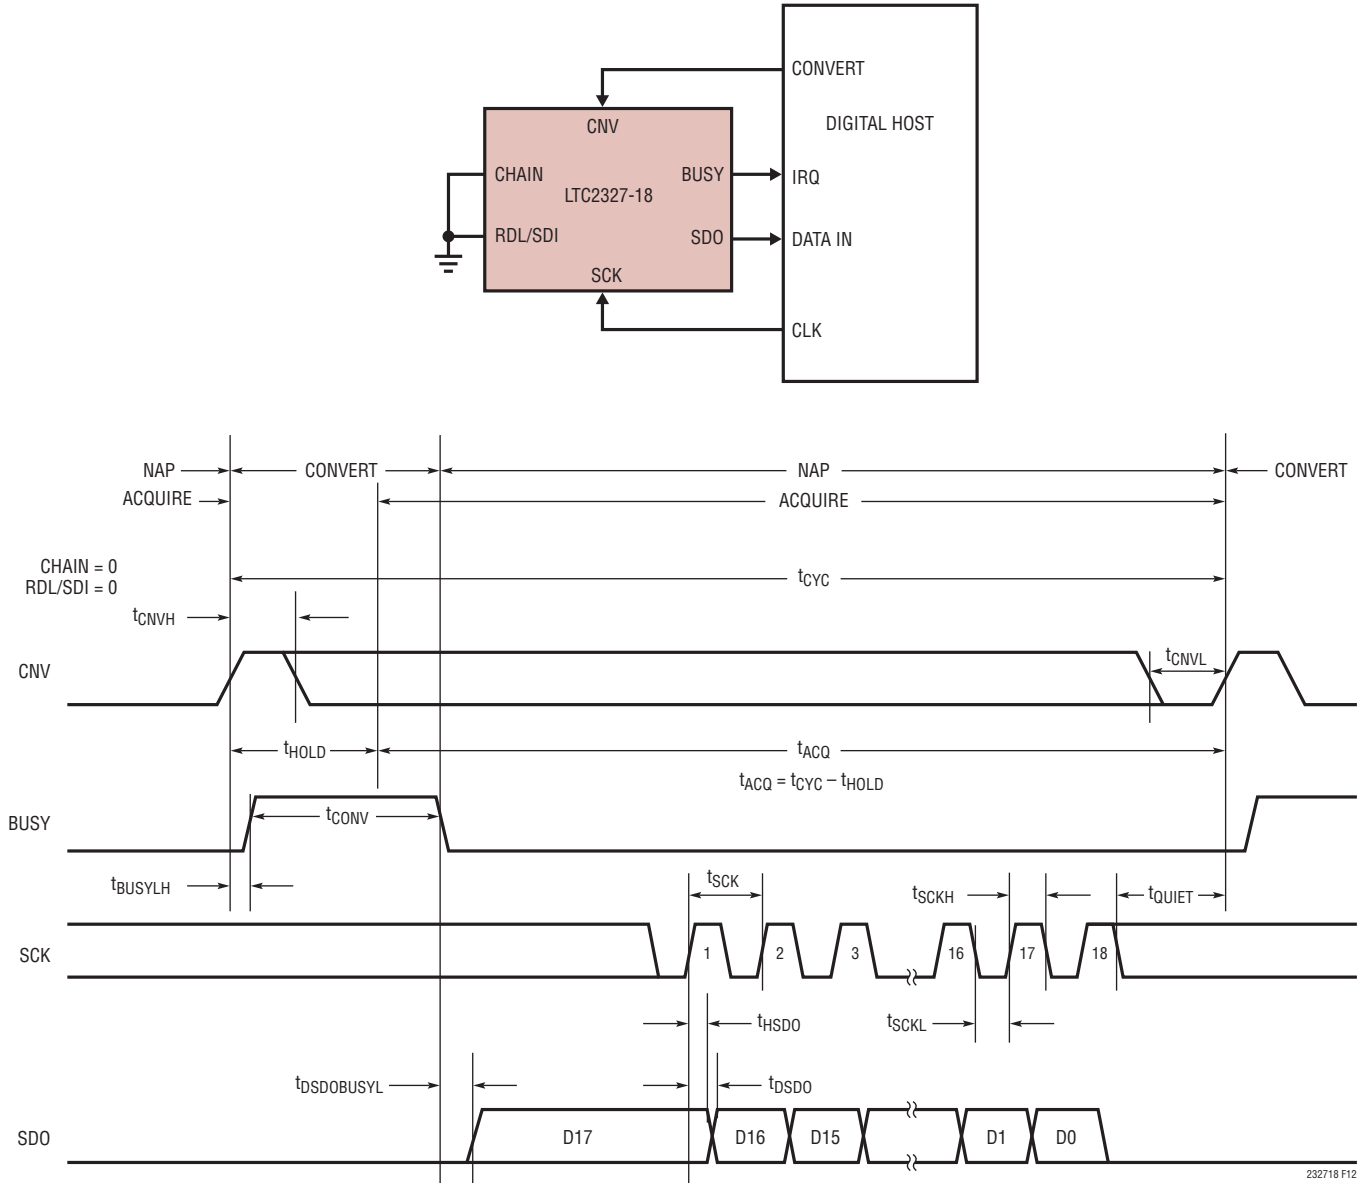 CONVERT
DIGITAL HOST
CNV
CHAIN
BUSY
IRQ
LTC2327-18
RDL/SDI
SDO
DATA IN
SCK
CLK
NAP
CONVERT
NAP
CONVERT
ACQUIRE
ACQUIRE
CHAIN = 0
RDL/SDI = 0
tCYC
tCNVH
CNV
tCNVL
tHOLD
tACQ
tACQ = tCYC – tHOLD
BUSY
tCONV
tBUSYLH
tSCK
tSCKH
tQUIET
SCK
1
2
3
16
17
18
tHSDO
tSCKL
tDSDOBUSYL
tDSDO
SDO
D17
D16
D15
D1
D0
232718 F12